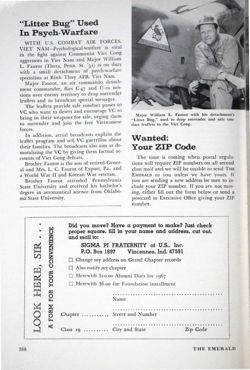 "Litter Bug" Used
In Psych-Warfare
WITH U.S. COMBAT AIR FORCES,
VIET NAM—Psychological-warfare is vital
in the fight against Communist Viet Cong
aggressors in Viet Nam and Major William
L. Fauver (Theta, Penn. St. '51) is on duty
with a small detachment of psych-warfare
specialists at Binh Thuy AFB, Viet Nam.
Major Fauver, an air commando detach-
ment commander, flies C-47 and U-10 mis-
sions over enemy territory to drop surrender
leaflets and to broadcast special messages.
The leaflets provide safe conduct passes to
VC who want to desert and encourage VC to
bring in their weapons for sale, urging them
to surrender and join the free Vietnamese
forces.
In addition, aerial broadcasts explain the
leaflet program and tell VC guerrillas about
their families. The broadcasts also aim at de-
moralizing the VC by giving them factual ac-
counts of Viet Cong defeats.
Brother Fauver is the son of retired Gener-
al and Mrs. L. C. Fauver of Export, Pa., and
a World War II and Korean War veteran.
Brother Fauver attended Pennsylvania
State University and received his bachelor's
degree in aeronautical science from Oklaho-
ma State University.
Major William L. Fauver with his detachment's
"Litter Bug", used to drop surrender and safe con-
duct leaflets to the Viet Cong.
Wanted:
Your ZIP Code
The time is coming when postal regula-
tions will require ZIP numbers on all second
class mail and we will be unable to send THE
EMERALD to you unless we have yours. If
you are sending a new address be sure to in-
clude your ZIP number. If you are not mov-
ing, either fill out the form below or send a
postcard to Executive Office giving your ZIP
number.
LOOK HERE, SIR . . .
A FORM FOR YOUR CONVENIENCE
Did you move? Have a payment to make? Just check
proper square, fill in your name and address, cut out,
and mail to:
SIGMA PI FRATERNITY of U.S., Inc.
P.O. Box 1897 Vincennes, Ind. 47591
Change my address on Grand Chapter records
Also notify my chapter
Herewith $10.00 Alumni Dues for 1967
Herewith $6.00 for Foundation installment
Name
Chapter Street and Number
Class 19 City and State Zip Code
THE EMERALD